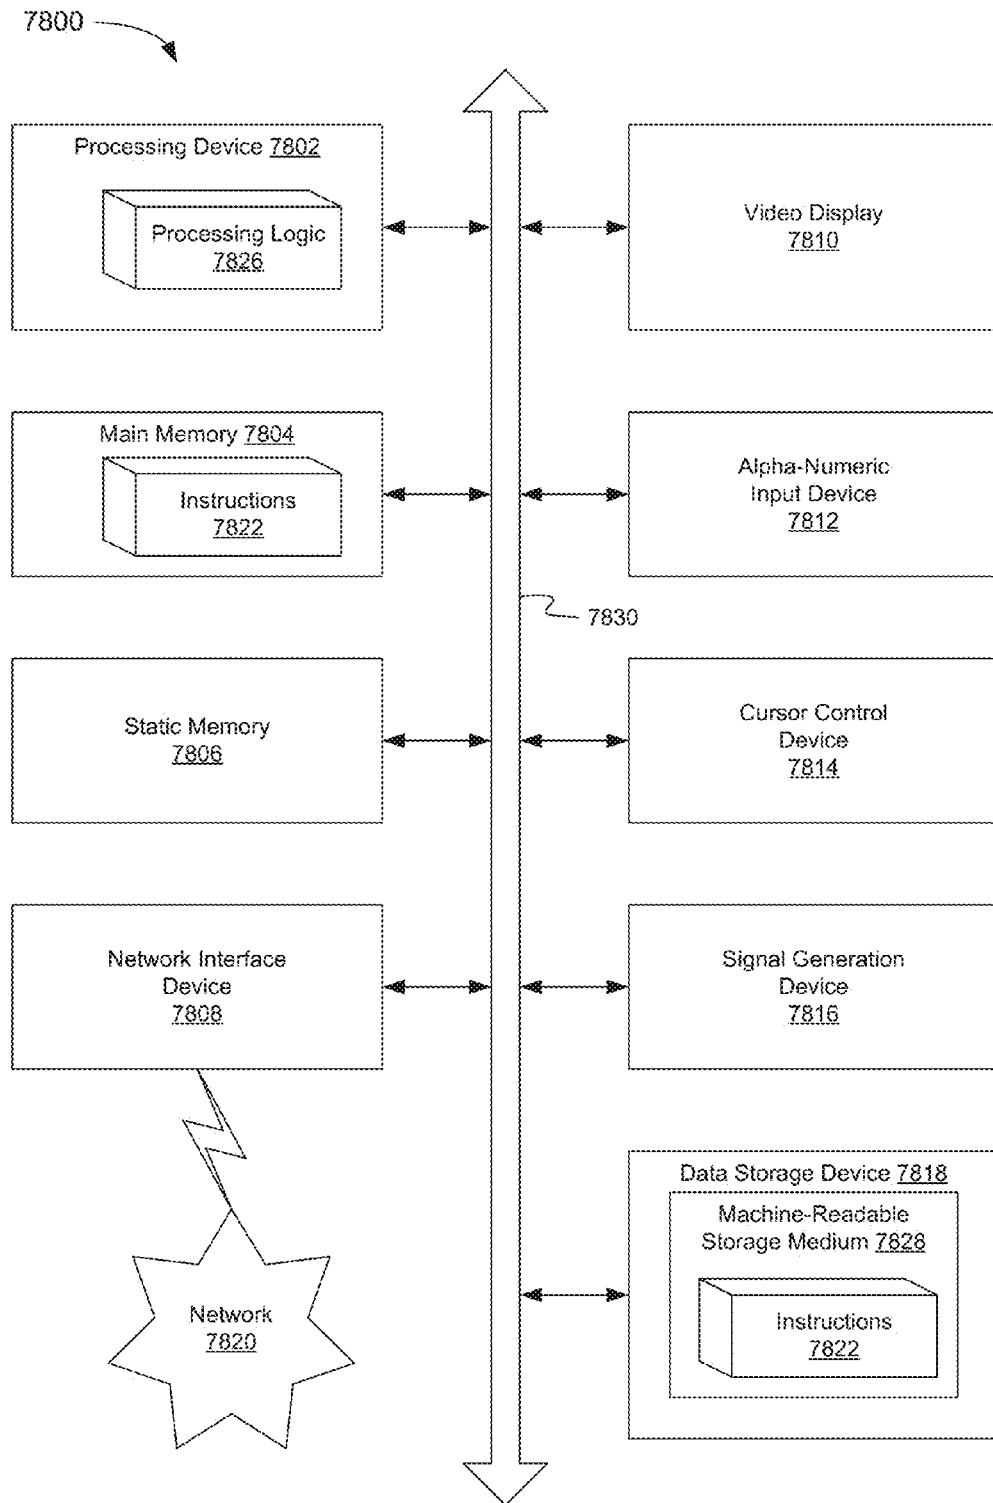 7800
Processing Device 7802
Processing Logic
7826
Video Display
7810
Main Memory 7804
Instructions
7822
Alpha-Numeric
Input Device
7812
7830
Static Memory
7806
Cursor Control
Device
7814
Network Interface
Device
7808
Signal Generation
Device
7816
Data Storage Device 7818
Machine-Readable
Storage Medium 7828
Instructions
7822
Network
7820